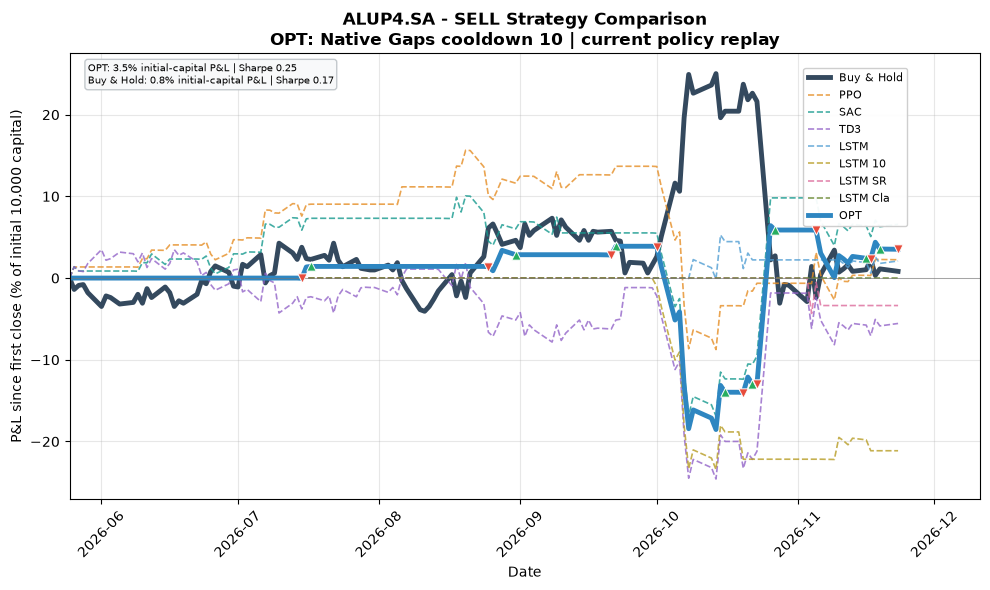 ALUP4.SA - SELL Strategy Comparison
OPT: Native Gaps cooldown 10 | current policy replay
OPT: 3.5% initial-capital P&L | Sharpe 0.25
Buy & Hold: 0.8% initial-capital P&L | Sharpe 0.17
Buy & Hold
PPO
SAC
TD3
LSTM
LSTM 10
LSTM SR
LSTM Cla
OPT
P&L since first close (% of initial 10,000 capital)
20
10
0
−10
−20
2026-06
2026-07
2026-08
2026-09
2026-10
2026-11
2026-12
Date